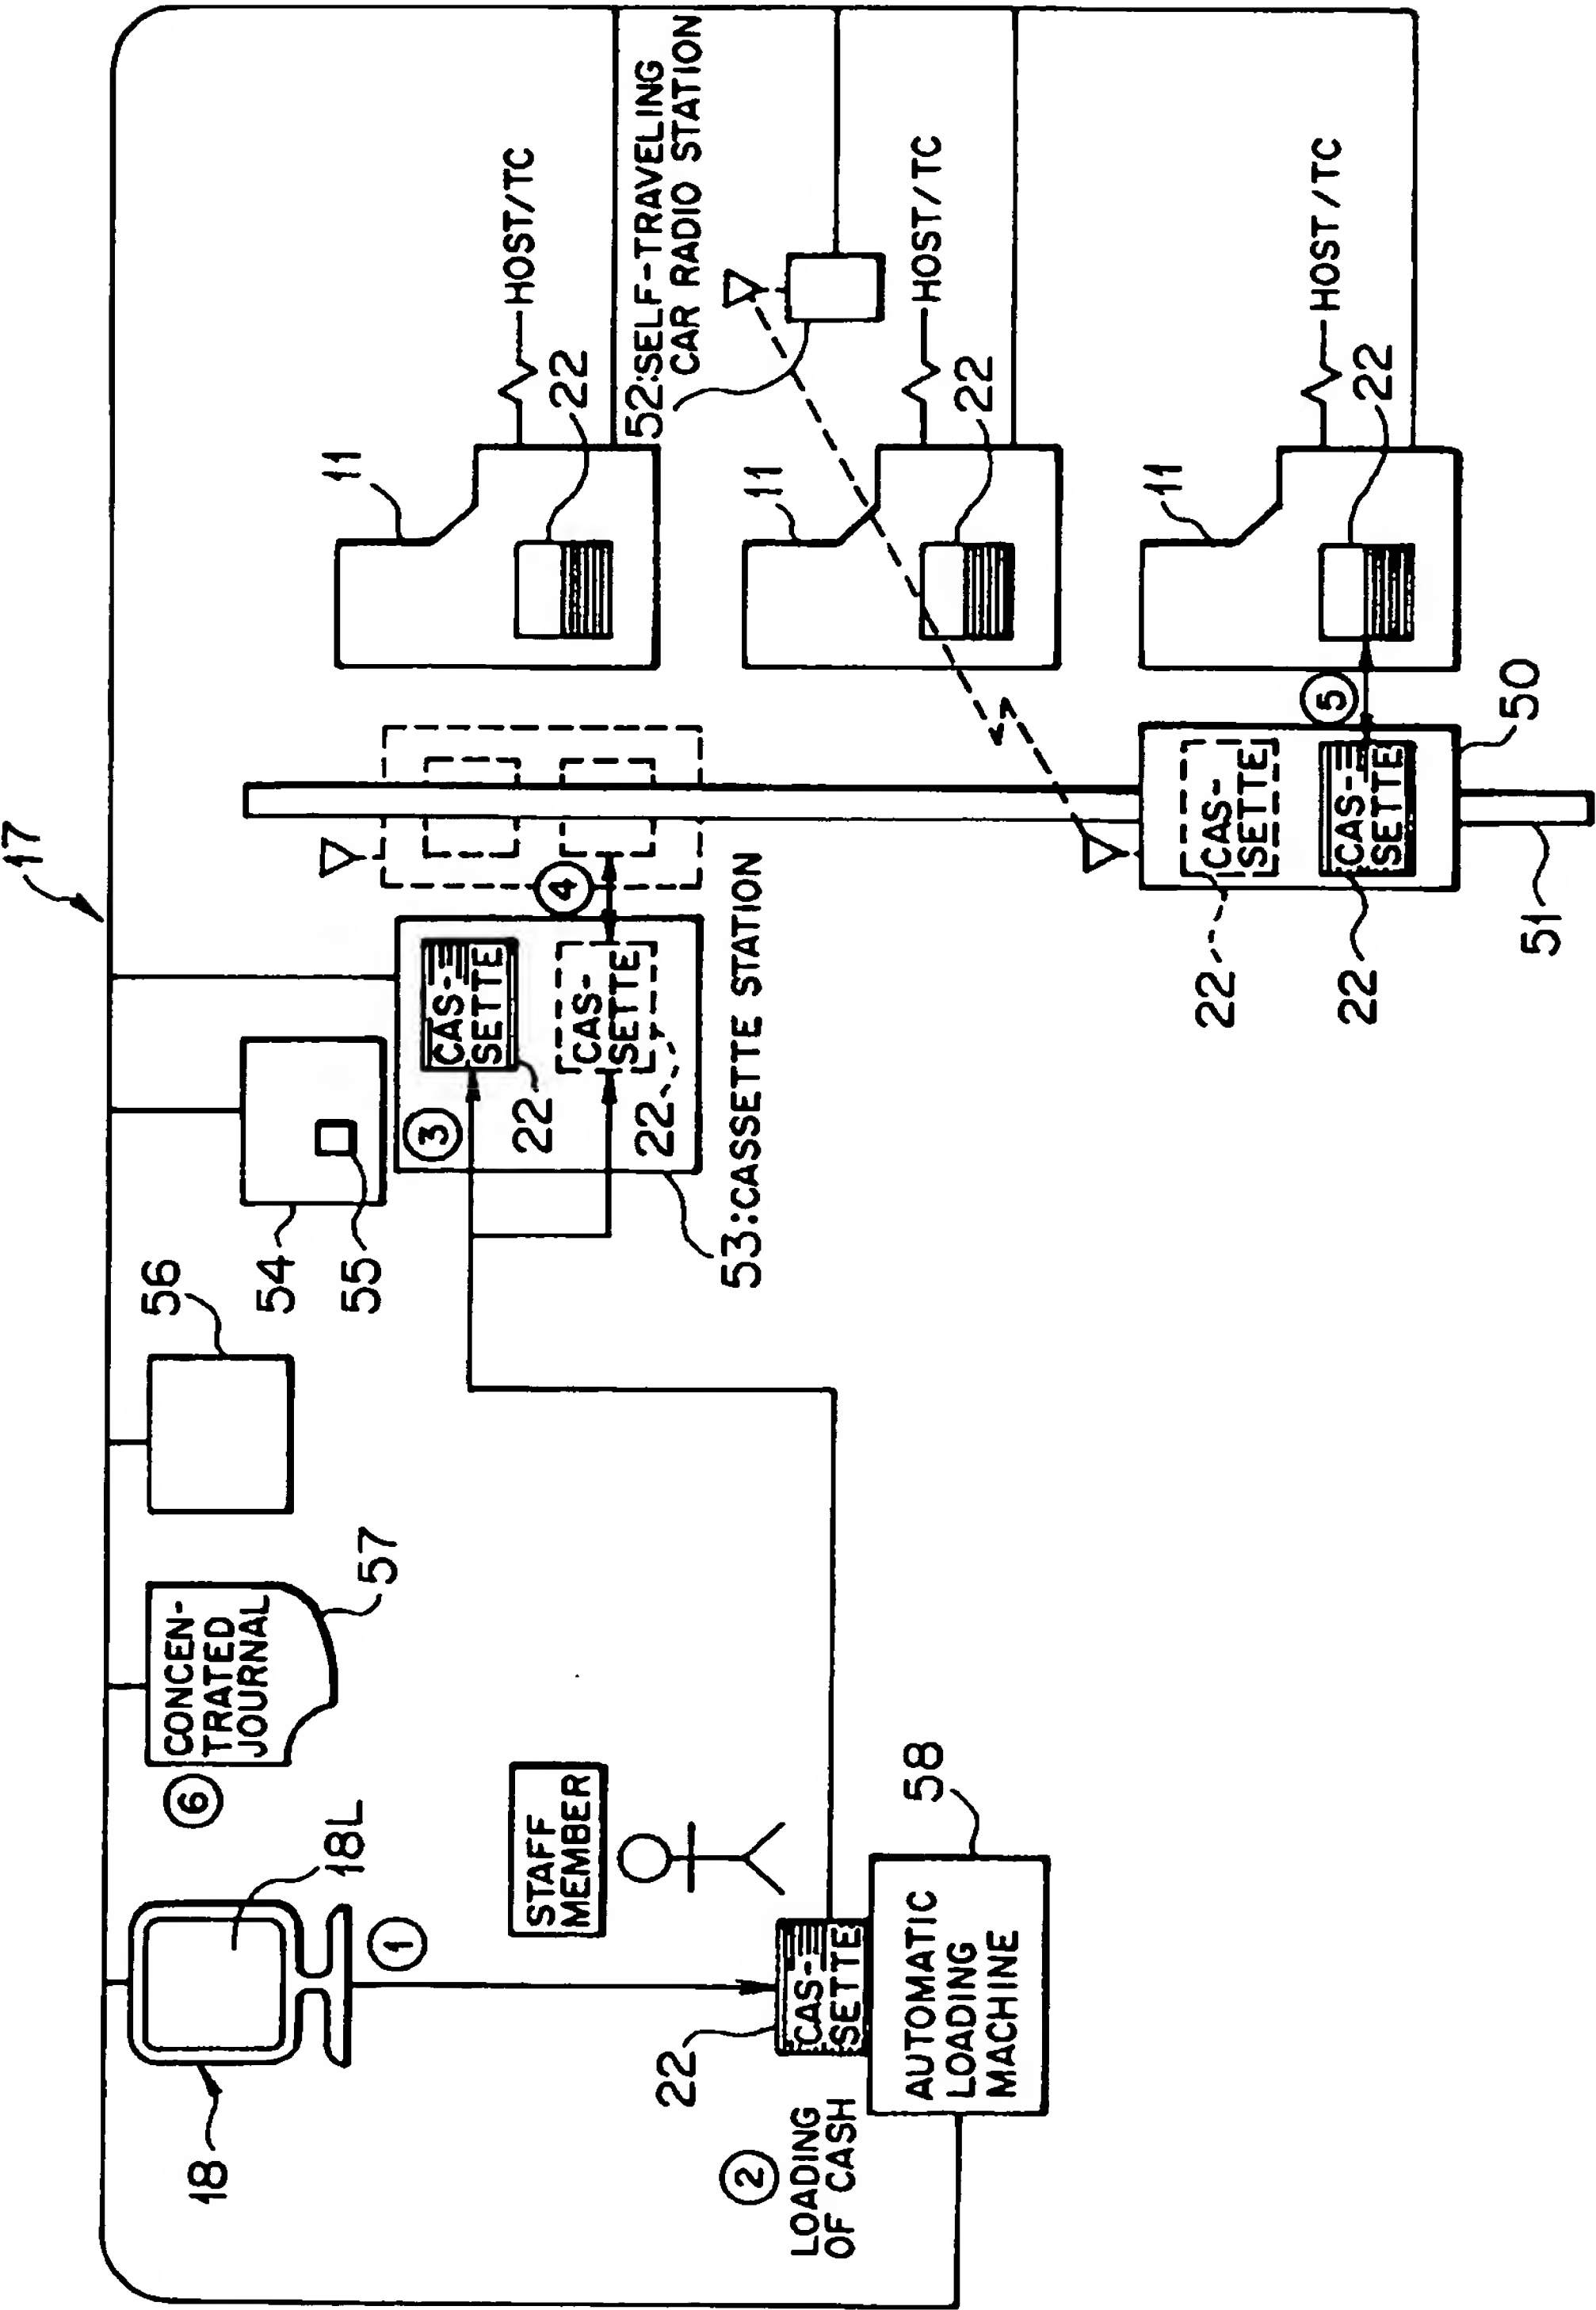 17
18
18L
①
⑥
CONCEN-
TRATED
JOURNAL
57
56
54
55
STAFF
MEMBER
②
LOADING
OF CASH
22
CAS-
SETTE
AUTOMATIC
LOADING
MACHINE
58
③
CAS-
SETTE
22
CAS-
SETTE
22
53:CASSETTE STATION
④
11
22
HOST/TC
52:SELF-TRAVELING
CAR RADIO STATION
11
22
HOST/TC
11
22
HOST/TC
⑤
CAS-
SETTE
22
CAS-
SETTE
22
50
51